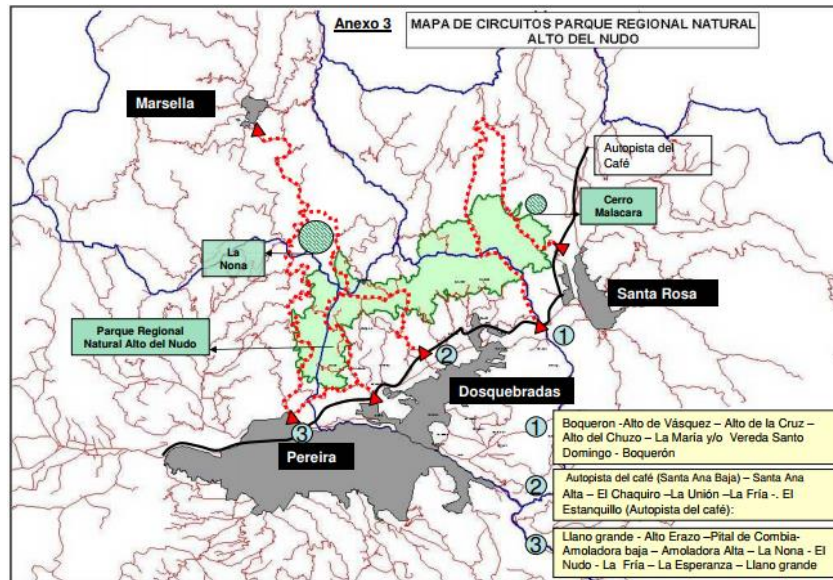 Anexo 3
MAPA DE CIRCUITOS PARQUE REGIONAL NATURAL
ALTO DEL NUDO
Marsella
Autopista del
Café
Cerro
Malacara
La
Nona
Santa Rosa
Parque Regional
Natural Alto del Nudo
1
2
Dosquebradas
3
Pereira
1
Boqueron -Alto de Vásquez – Alto de la Cruz –
Alto del Chuzo – La María y/o Vereda Santo
Domingo - Boquerón
2
Autopista del café (Santa Ana Baja) – Santa Ana
Alta – El Chaquiro –La Unión –La Fría -. El
Estanquillo (Autopista del café):
3
Llano grande - Alto Erazo –Pital de Combia-
Amoladora baja – Amoladora Alta – La Nona - El
Nudo - La Fría – La Esperanza – Llano grande